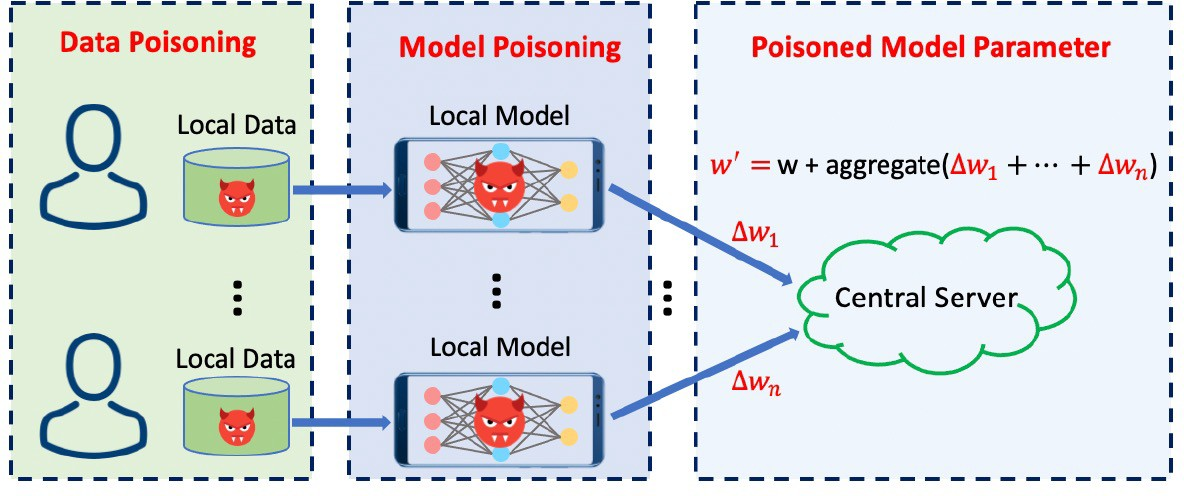 Data Poisoning
Local Data
Local Data
Model Poisoning
Local Model
Local Model
Poisoned Model Parameter
w′ = w + aggregate(Δw₁ + ⋯ + Δwₙ)
Δw₁
Central Server
Δwₙ